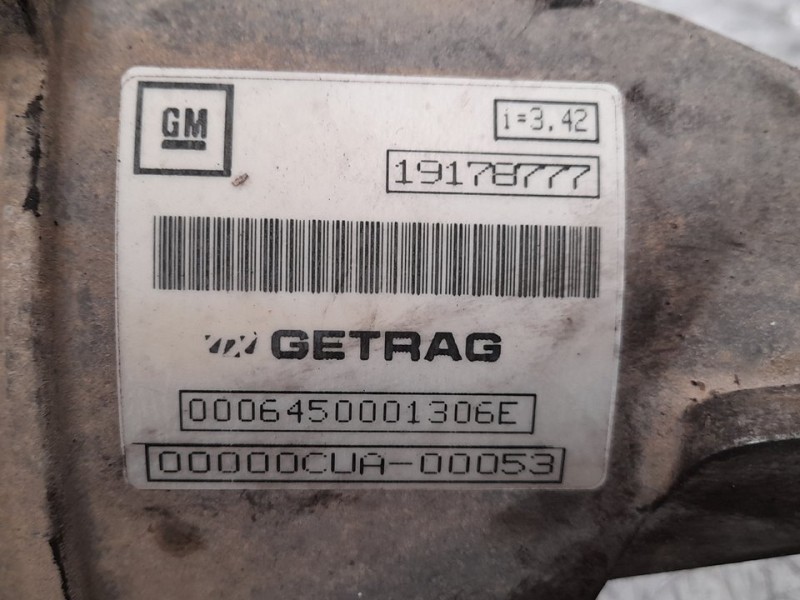 GM
i=3,42
19178777
GETRAG
0006450001306E
00000CUA-00053